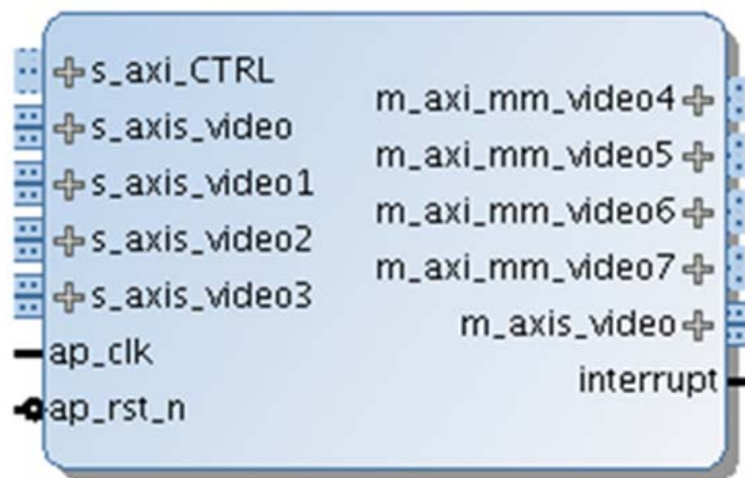 s_axi_CTRL
s_axis_video
s_axis_video1
s_axis_video2
s_axis_video3
ap_clk
ap_rst_n
m_axi_mm_video4
m_axi_mm_video5
m_axi_mm_video6
m_axi_mm_video7
m_axis_video
interrupt